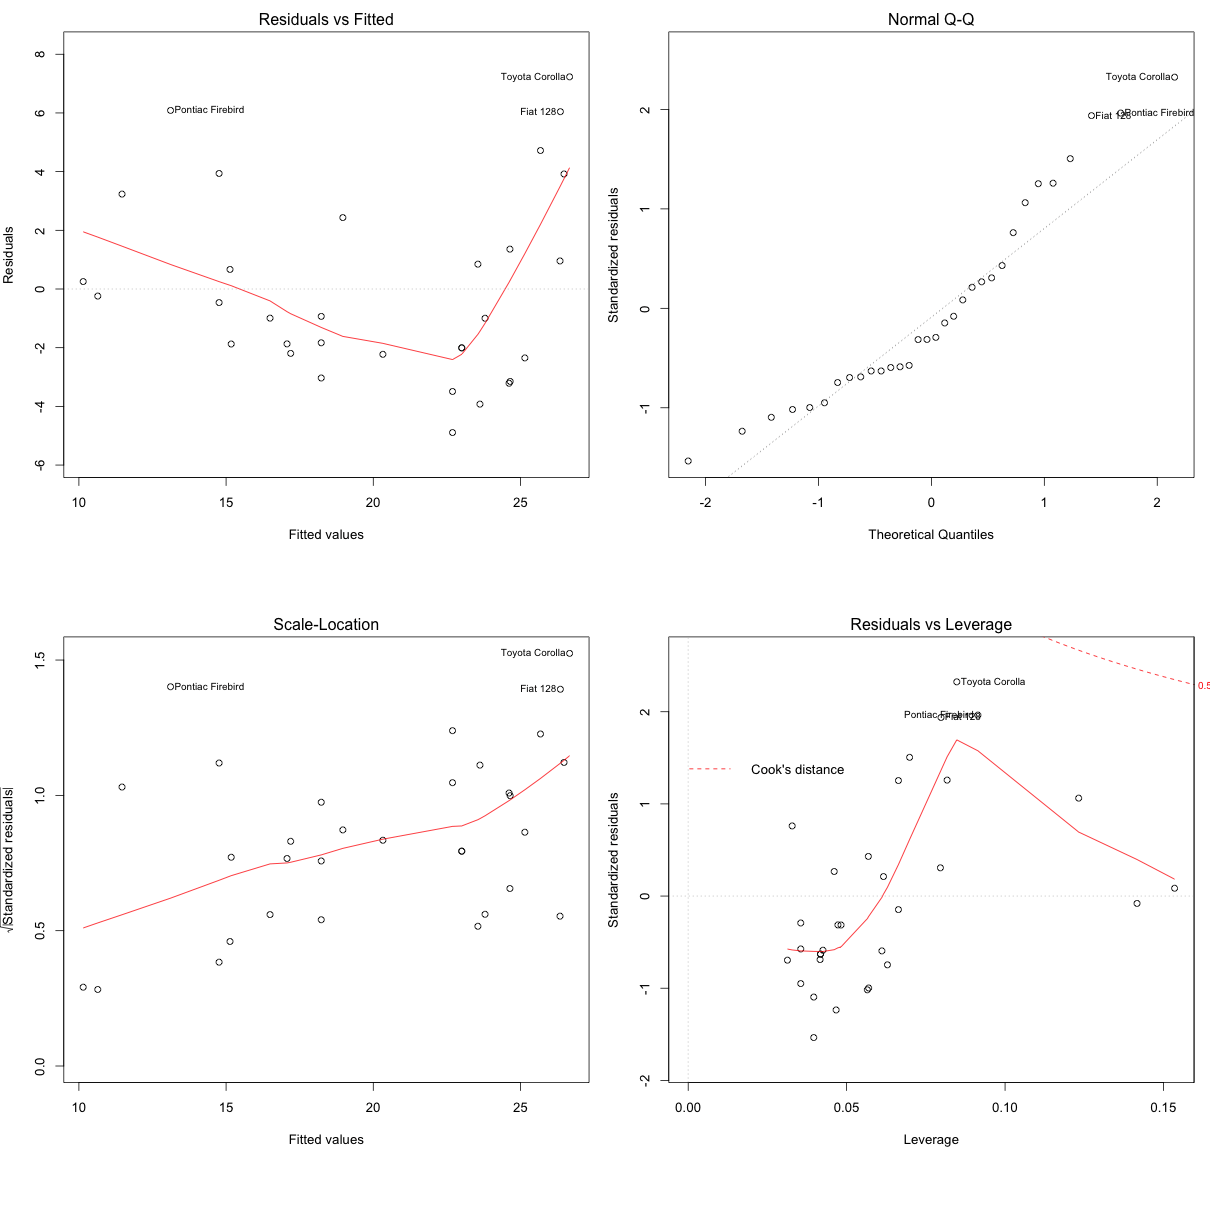 Residuals vs Fitted
8
6
4
2
0
-2
-4
-6
Residuals
Toyota Corolla
Pontiac Firebird
Fiat 128
10 15 20 25
Fitted values
Normal Q-Q
2
1
0
-1
Standardized residuals
Toyota Corolla
Fiat 128
Pontiac Firebird
-2 -1 0 1 2
Theoretical Quantiles
Scale-Location
1.5
1.0
0.5
0.0
√|Standardized residuals|
Toyota Corolla
Pontiac Firebird
Fiat 128
10 15 20 25
Fitted values
Residuals vs Leverage
2
1
0
-1
-2
Standardized residuals
Toyota Corolla
Pontiac Firebird
Fiat 128
Cook's distance
0.5
0.00 0.05 0.10 0.15
Leverage